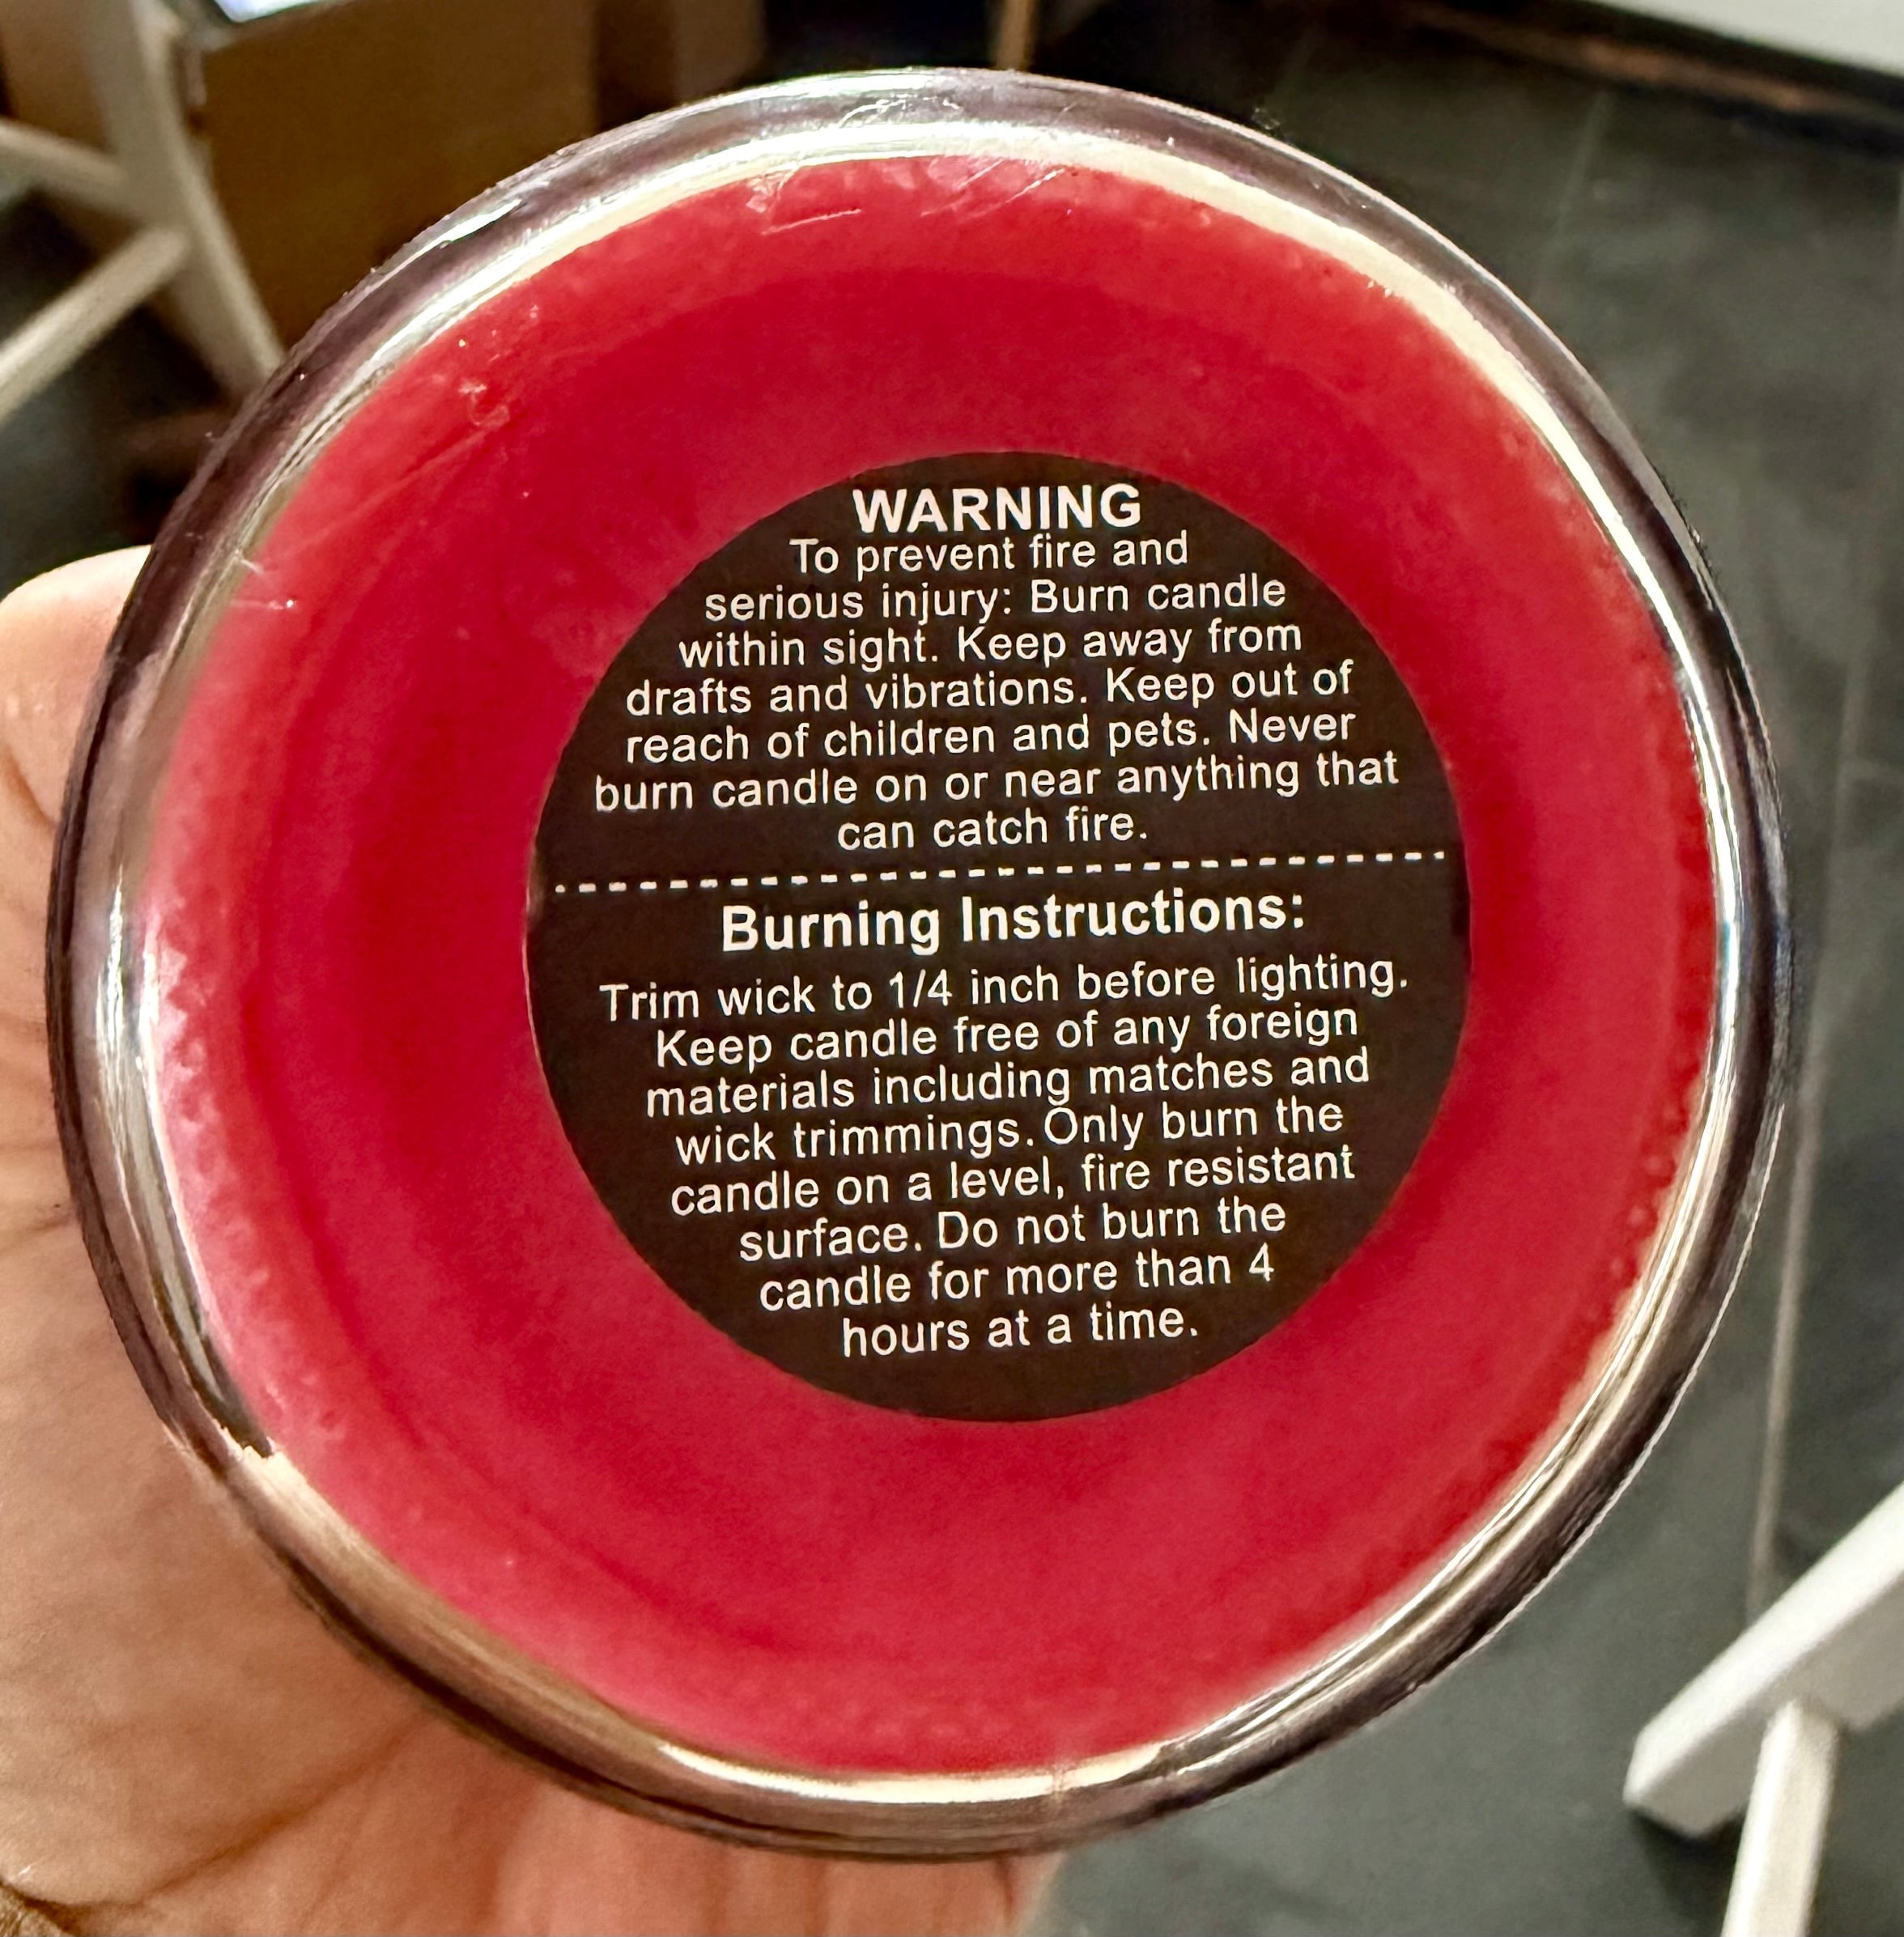 WARNING
To prevent fire and
serious injury: Burn candle
within sight. Keep away from
drafts and vibrations. Keep out of
reach of children and pets. Never
burn candle on or near anything that
can catch fire.
Burning Instructions:
Trim wick to 1/4 inch before lighting.
Keep candle free of any foreign
materials including matches and
wick trimmings. Only burn the
candle on a level, fire resistant
surface. Do not burn the
candle for more than 4
hours at a time.